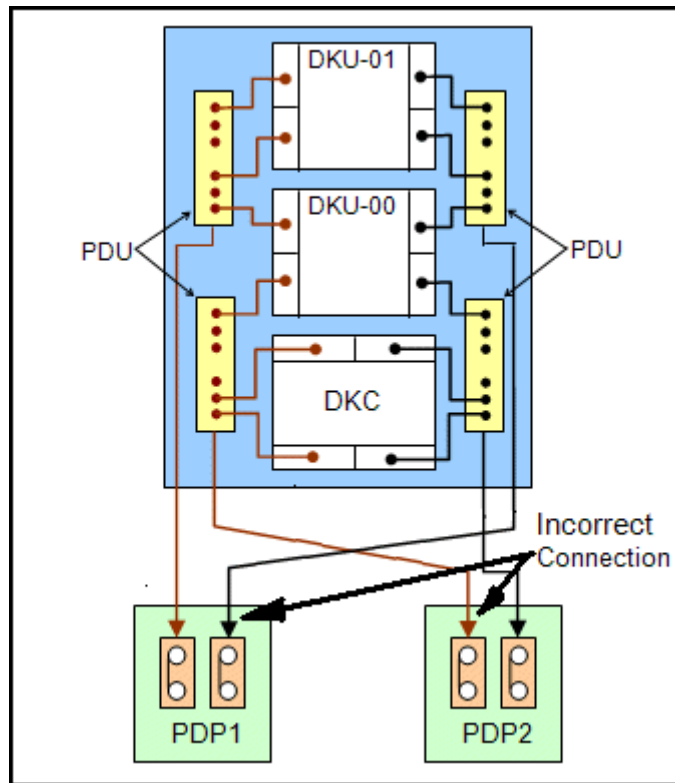 DKU-01
DKU-00
PDU
PDU
DKC
Incorrect
Connection
PDP1
PDP2